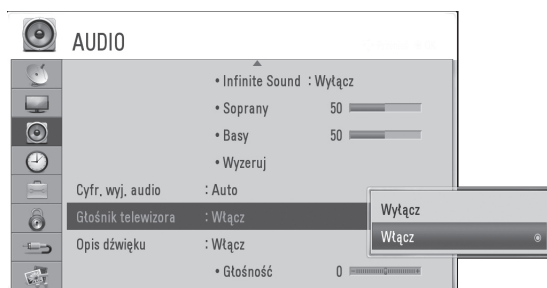 AUDIO
• Infinite Sound : Wyłącz
• Soprany 50
• Basy 50
• Wyzeruj
Cyfr. wyj. audio : Auto
Głośnik telewizora : Włącz
Wyłącz
Włącz
Opis dźwięku : Włącz
• Głośność 0